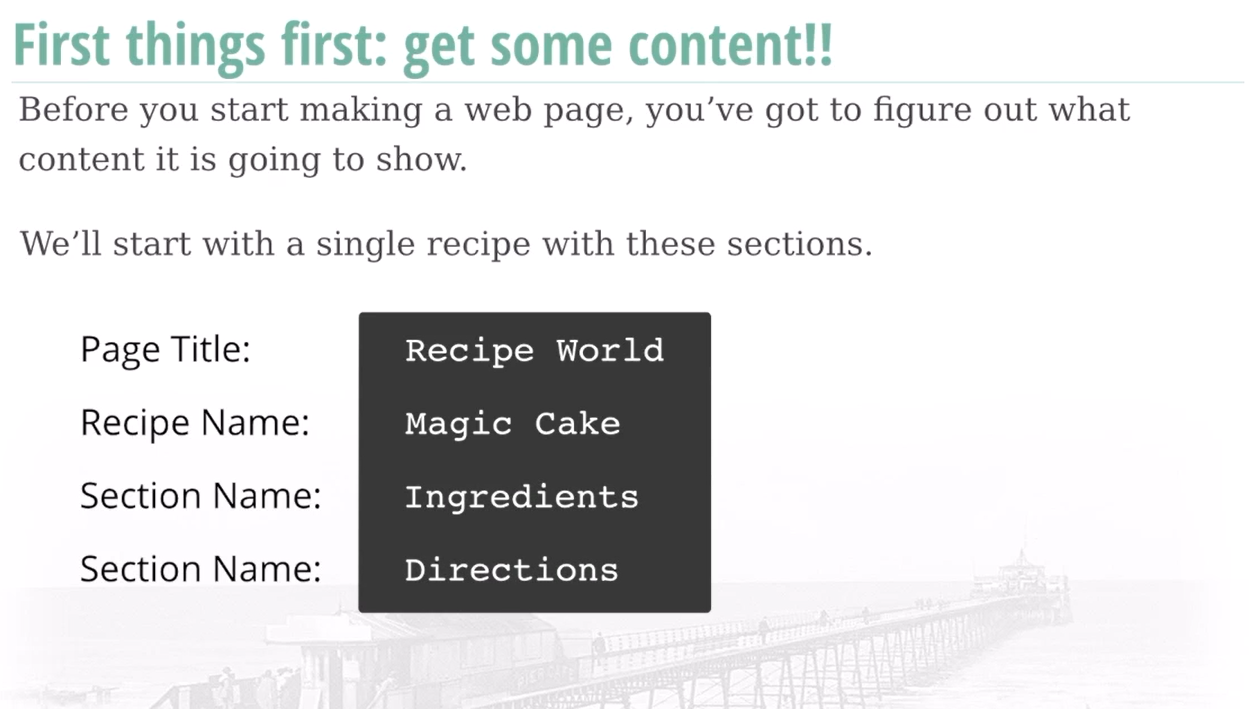 First things first: get some content!!
Before you start making a web page, you’ve got to figure out what
content it is going to show.
We’ll start with a single recipe with these sections.
Page Title: Recipe World
Recipe Name: Magic Cake
Section Name: Ingredients
Section Name: Directions